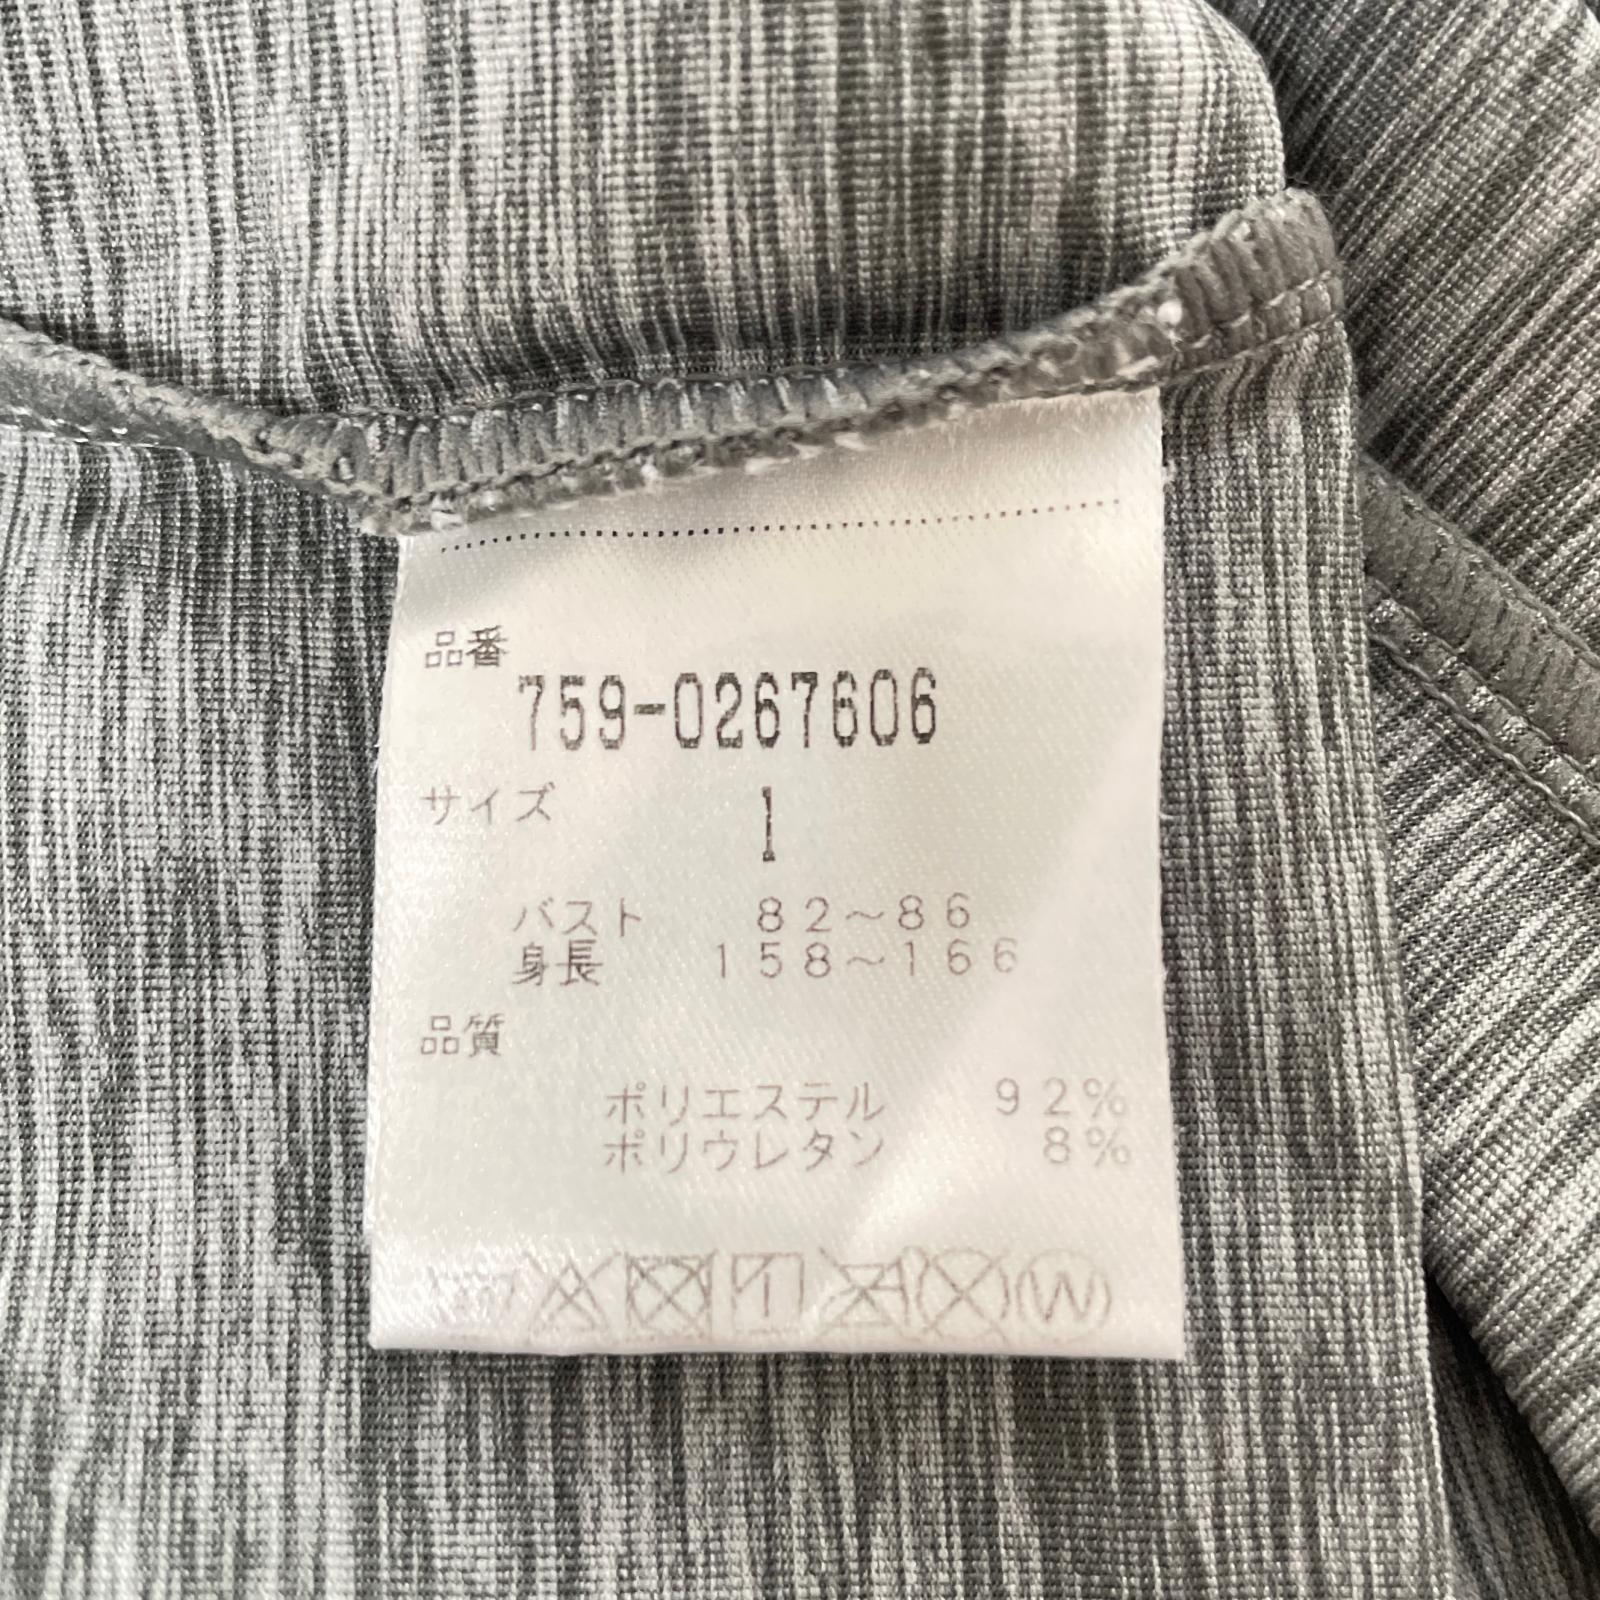 品番
759-0267606
サイズ 1
バスト 82～86
身長 158～166
品質
ポリエステル 92%
ポリウレタン 8%
W